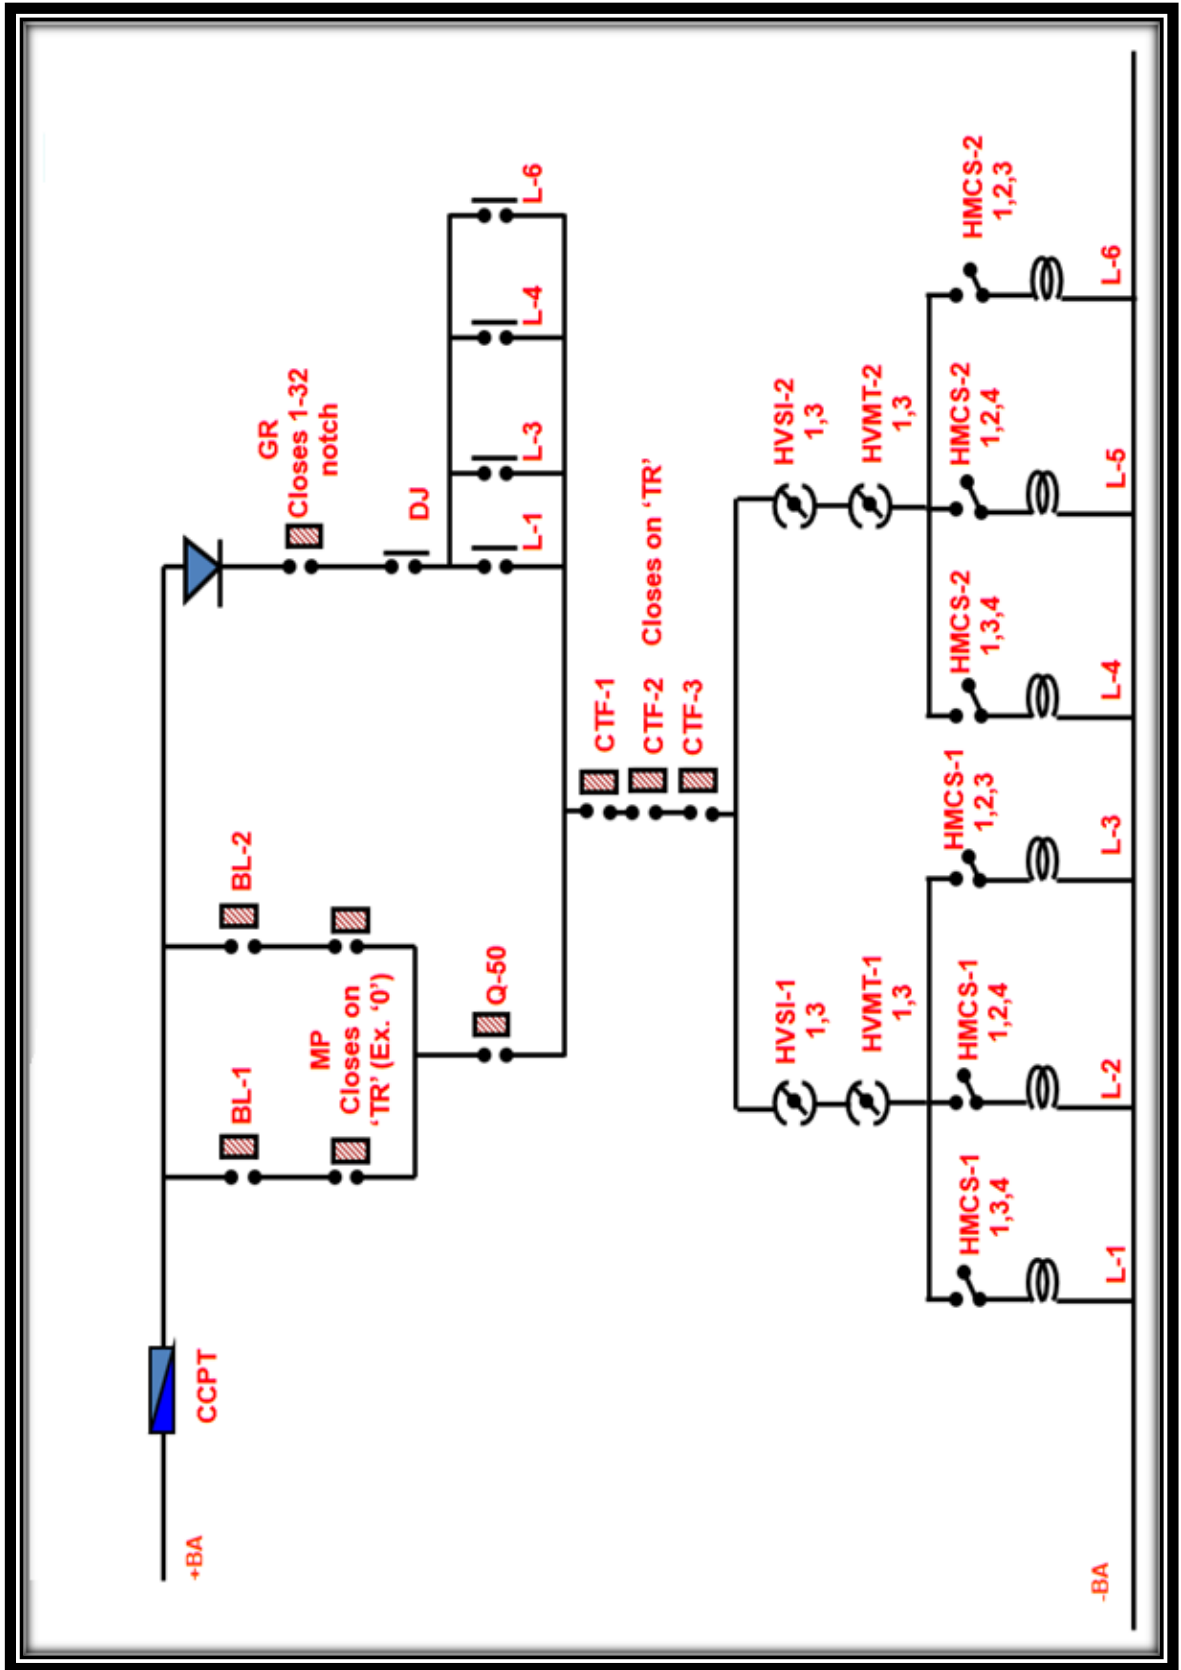 +BA
CCPT
BL-1
BL-2
MP
Closes on
‘TR’ (Ex. ‘0’)
Q-50
GR
Closes 1-32
notch
DJ
L-1
L-3
L-4
L-6
CTF-1
CTF-2
CTF-3
Closes on ‘TR’
HVSI-1
1,3
HVMT-1
1,3
HVSI-2
1,3
HVMT-2
1,3
HMCS-1
1,3,4
HMCS-1
1,2,4
HMCS-1
1,2,3
HMCS-2
1,3,4
HMCS-2
1,2,4
HMCS-2
1,2,3
L-1
L-2
L-3
L-4
L-5
L-6
-BA